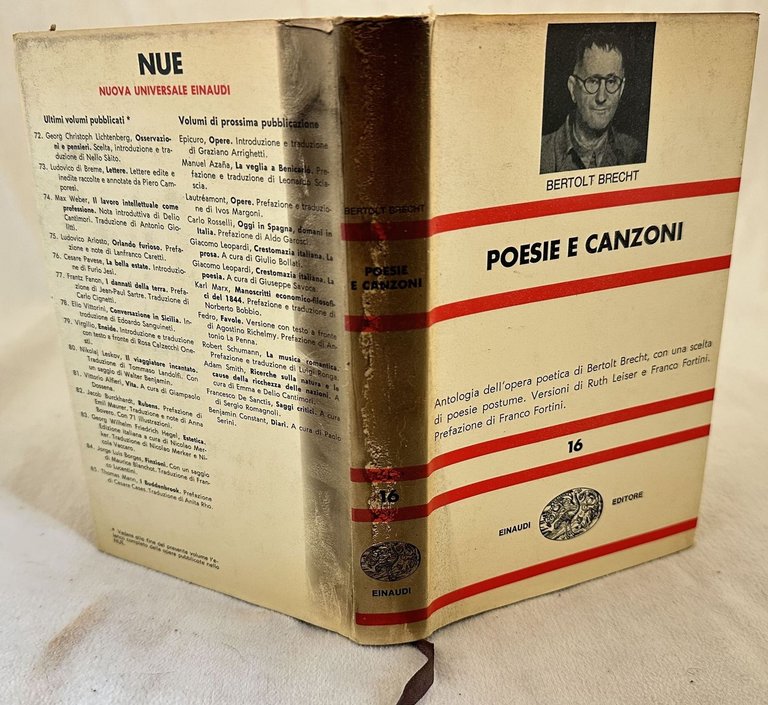 NUE
NUOVA UNIVERSALE EINAUDI
Ultimi volumi pubblicati *
72. Georg Christoph Lichtenberg, Osservazio-
ni e pensieri. Scelta, introduzione e tra-
duzione di Nello Sàito.
73. Ludovico di Breme, Lettere. Lettere edite e
inedite raccolte e annotate da Piero Cam-
poresi.
74. Max Weber, Il lavoro intellettuale come
professione. Nota introduttiva di Delio
Cantimori. Traduzione di Antonio Gio-
litti.
75. Ludovico Ariosto, Orlando furioso. Prefa-
zione e note di Lanfranco Caretti.
76. Cesare Pavese, La bella estate. Introduzio-
ne di Furio Jesi.
77. Frantz Fanon, I dannati della terra. Prefa-
zione di Jean-Paul Sartre. Traduzione di
Carlo Cignetti.
78. Elio Vittorini, Conversazione in Sicilia. In-
troduzione di Edoardo Sanguineti.
79. Virgilio, Eneide. Introduzione e traduzione
con testo a fronte di Rosa Calzecchi One-
sti.
80. Nikolaj Leskov, Il viaggiatore incantato.
Traduzione di Tommaso Landolfi. Con
un saggio di Walter Benjamin.
81. Vittorio Alfieri, Vita. A cura di Giampaolo
Dossena.
82. Jacob Burckhardt, Rubens. Prefazione di
Emil Maurer. Traduzione e note di Anna
Bovero. Con 71 illustrazioni.
83. Georg Wilhelm Friedrich Hegel, Estetica.
Edizione italiana a cura di Nicolao Mer-
ker. Traduzione di Nicolao Merker e Ni-
cola Vaccaro.
84. Jorge Luis Borges, Finzioni. Con un saggio
di Maurice Blanchot. Traduzione di Fran-
co Lucentini.
85. Thomas Mann, I Buddenbrook. Prefazione
di Cesare Cases. Traduzione di Anita Rho.
* Vedere alla fine del presente volume l'e-
lenco completo delle opere pubblicate nella
NUE.
Volumi di prossima pubblicazione
Epicuro, Opere. Introduzione e traduzione
di Graziano Arrighetti.
Manuel Azaña, La veglia a Benicarló. Pre-
fazione e traduzione di Leonardo Scia-
scia.
Lautréamont, Opere. Prefazione e traduzio-
ne di Ivos Margoni.
Carlo Rosselli, Oggi in Spagna, domani in
Italia. Prefazione di Aldo Garosci.
Giacomo Leopardi, Crestomazia italiana. La
prosa. A cura di Giulio Bollati.
Giacomo Leopardi, Crestomazia italiana. La
poesia. A cura di Giuseppe Savoca.
Karl Marx, Manoscritti economico-filosofi-
ci del 1844. Prefazione e traduzione di
Norberto Bobbio.
Fedro, Favole. Versione con testo a fronte
di Agostino Richelmy. Prefazione di An-
tonio La Penna.
Robert Schumann, La musica romantica.
Prefazione e traduzione di Luigi Ronga.
Adam Smith, Ricerche sulla natura e le
cause della ricchezza delle nazioni. A
cura di Emma e Delio Cantimori.
Francesco De Sanctis, Saggi critici. A cura
di Sergio Romagnoli.
Benjamin Constant, Diari. A cura di Paolo
Serini.
BERTOLT BRECHT
POESIE
E CANZONI
16
EINAUDI
BERTOLT BRECHT
POESIE E CANZONI
Antologia dell'opera poetica di Bertolt Brecht, con una scelta
di poesie postume. Versioni di Ruth Leiser e Franco Fortini.
Prefazione di Franco Fortini.
16
EINAUDI EDITORE